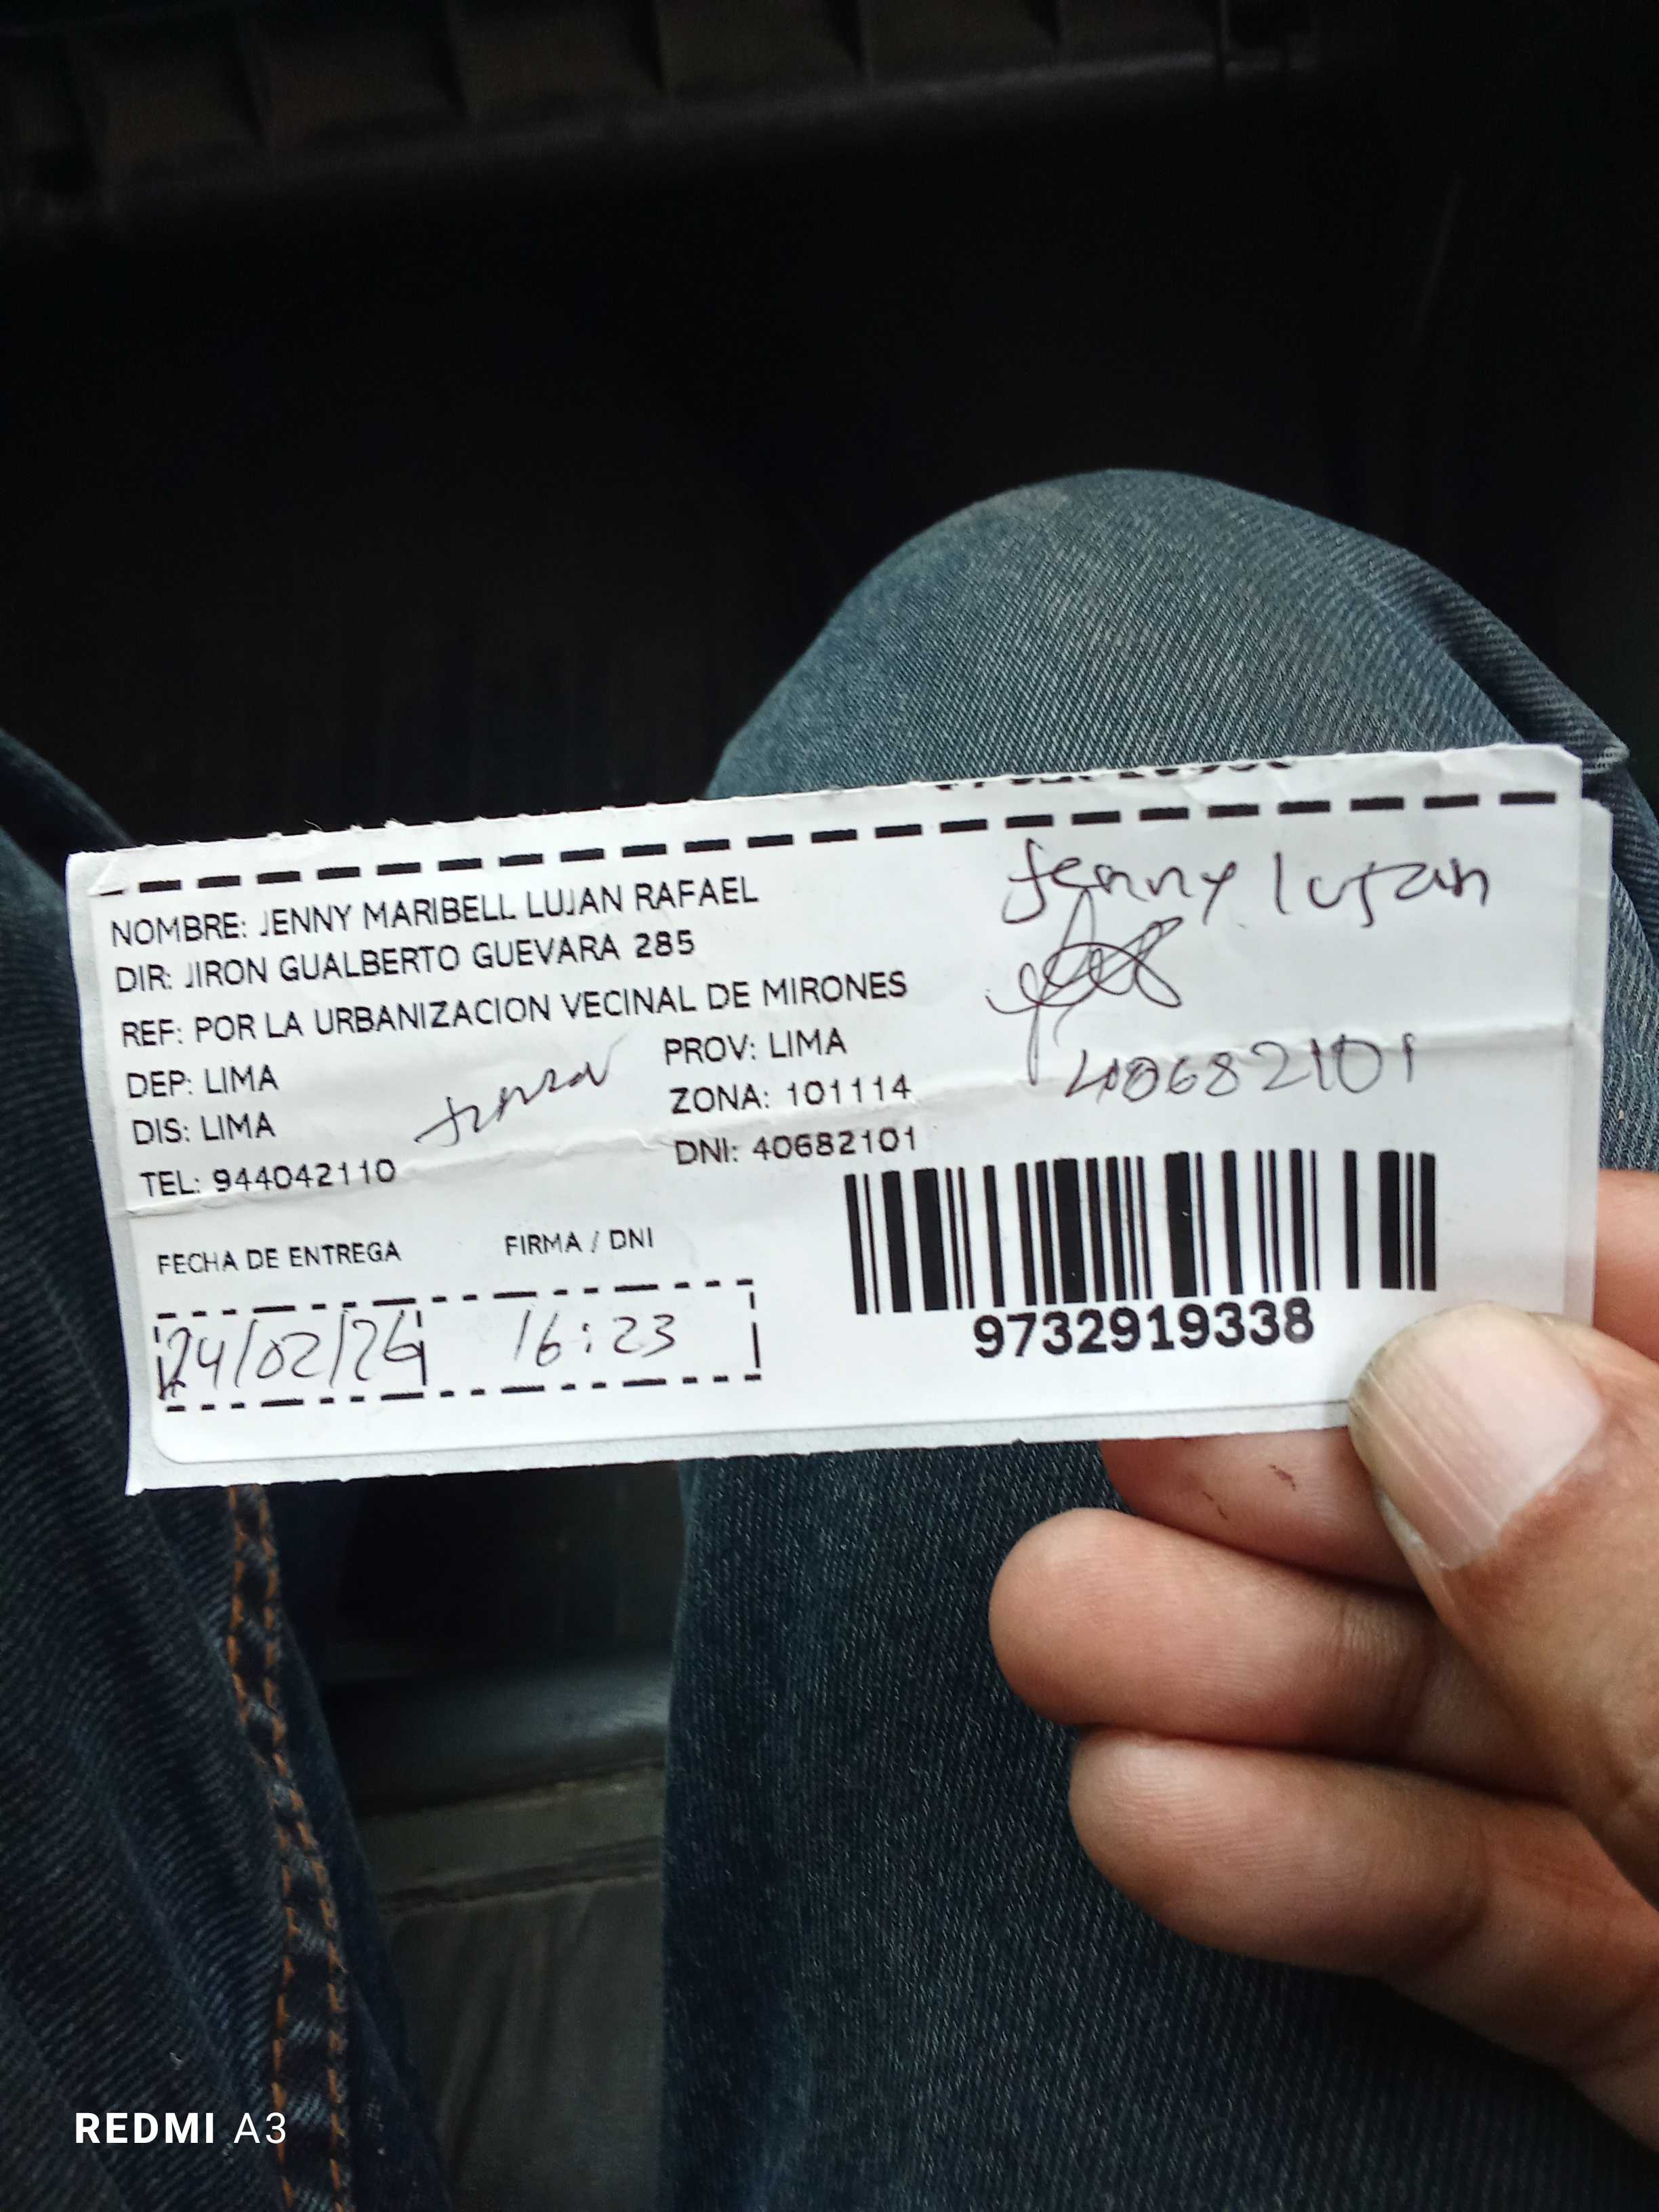 NOMBRE: JENNY MARIBELL LUJAN RAFAEL
DIR: JIRON GUALBERTO GUEVARA 285
REF: POR LA URBANIZACION VECINAL DE MIRONES
DEP: LIMA
PROV: LIMA
DIS: LIMA
ZONA: 101114
TEL: 944042110
DNI: 40682101
Jenny lujan
40682101
FECHA DE ENTREGA
FIRMA / DNI
24/02/26
16:23
9732919338
REDMI A3